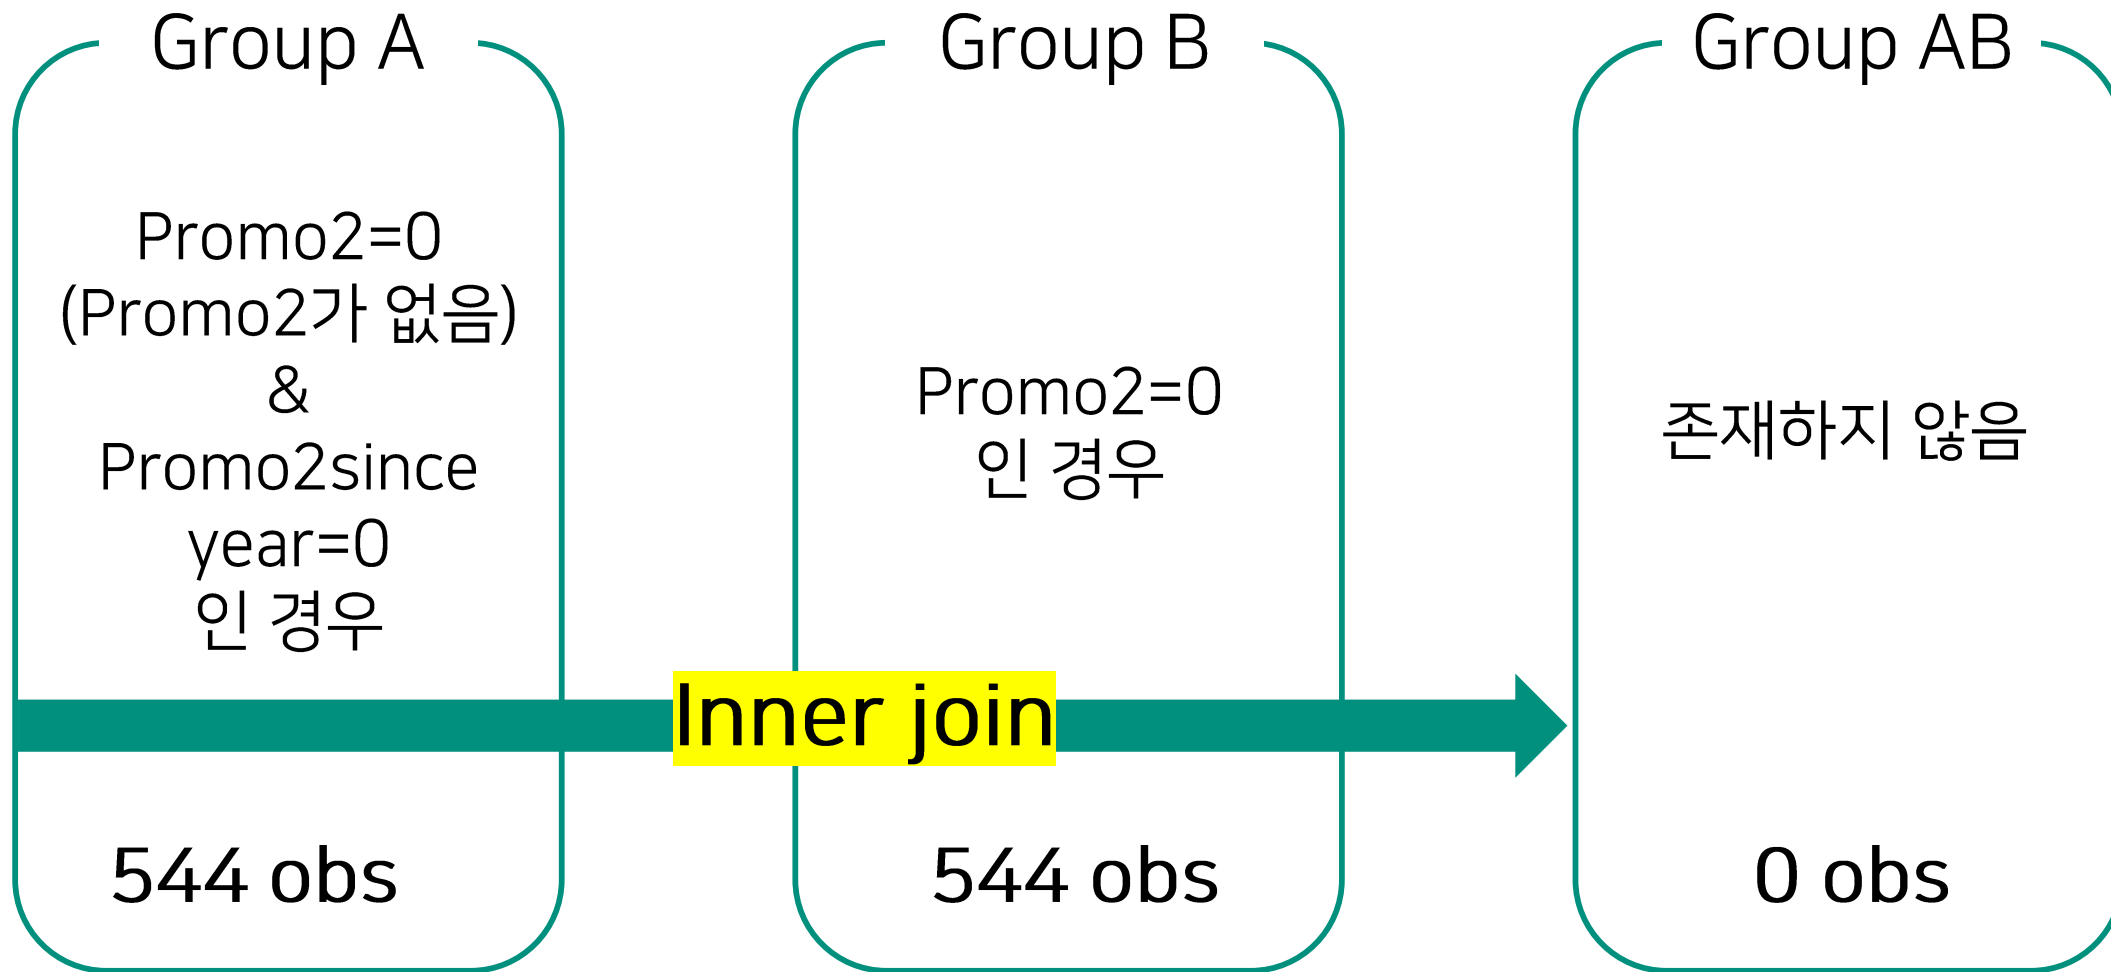 Group A
Promo2=0
(Promo2가 없음)
&
Promo2since
year=0
인 경우
544 obs
Group B
Promo2=0
인 경우
544 obs
Inner join
Group AB
존재하지 않음
0 obs